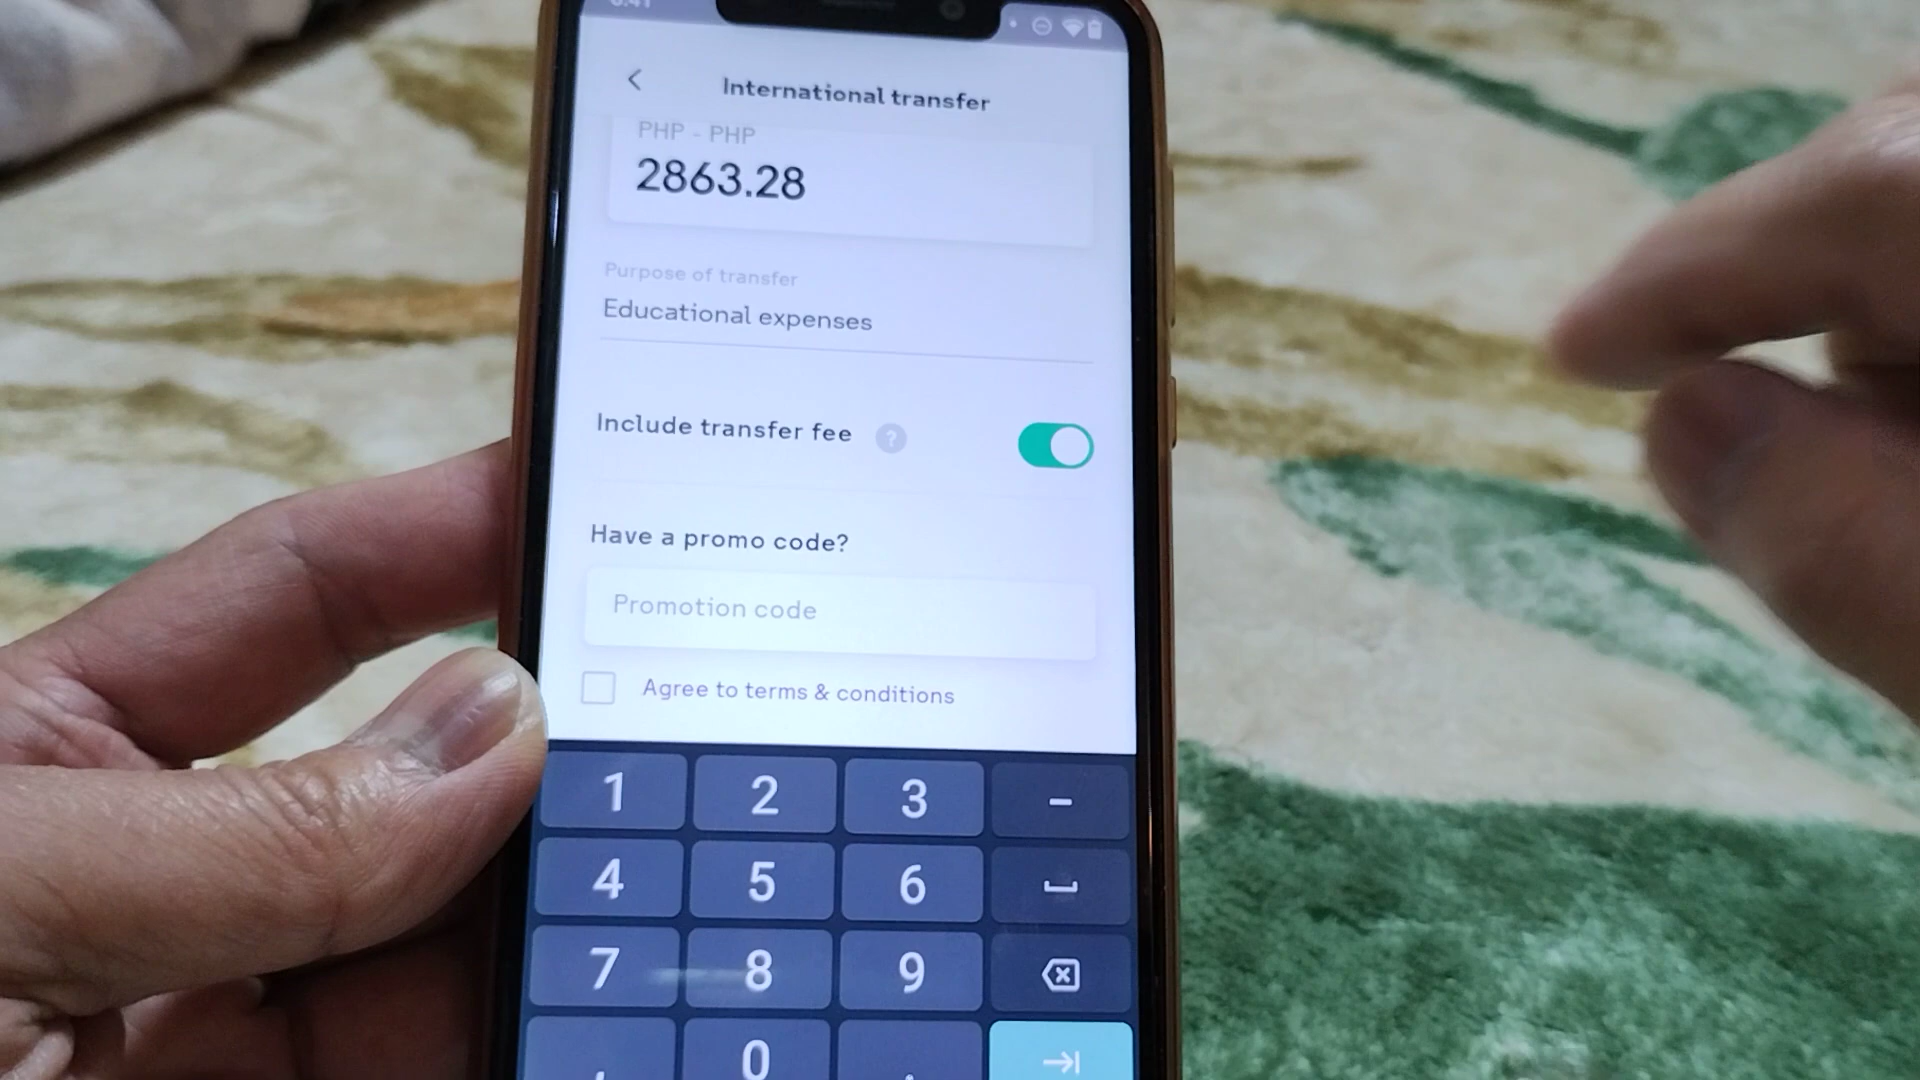 International transfer
PHP - PHP
2863.28
Purpose of transfer
Educational expenses
Include transfer fee ?
Have a promo code?
Promotion code
Agree to terms & conditions
1 2 3 -
4 5 6
7 8 9
, 0 .